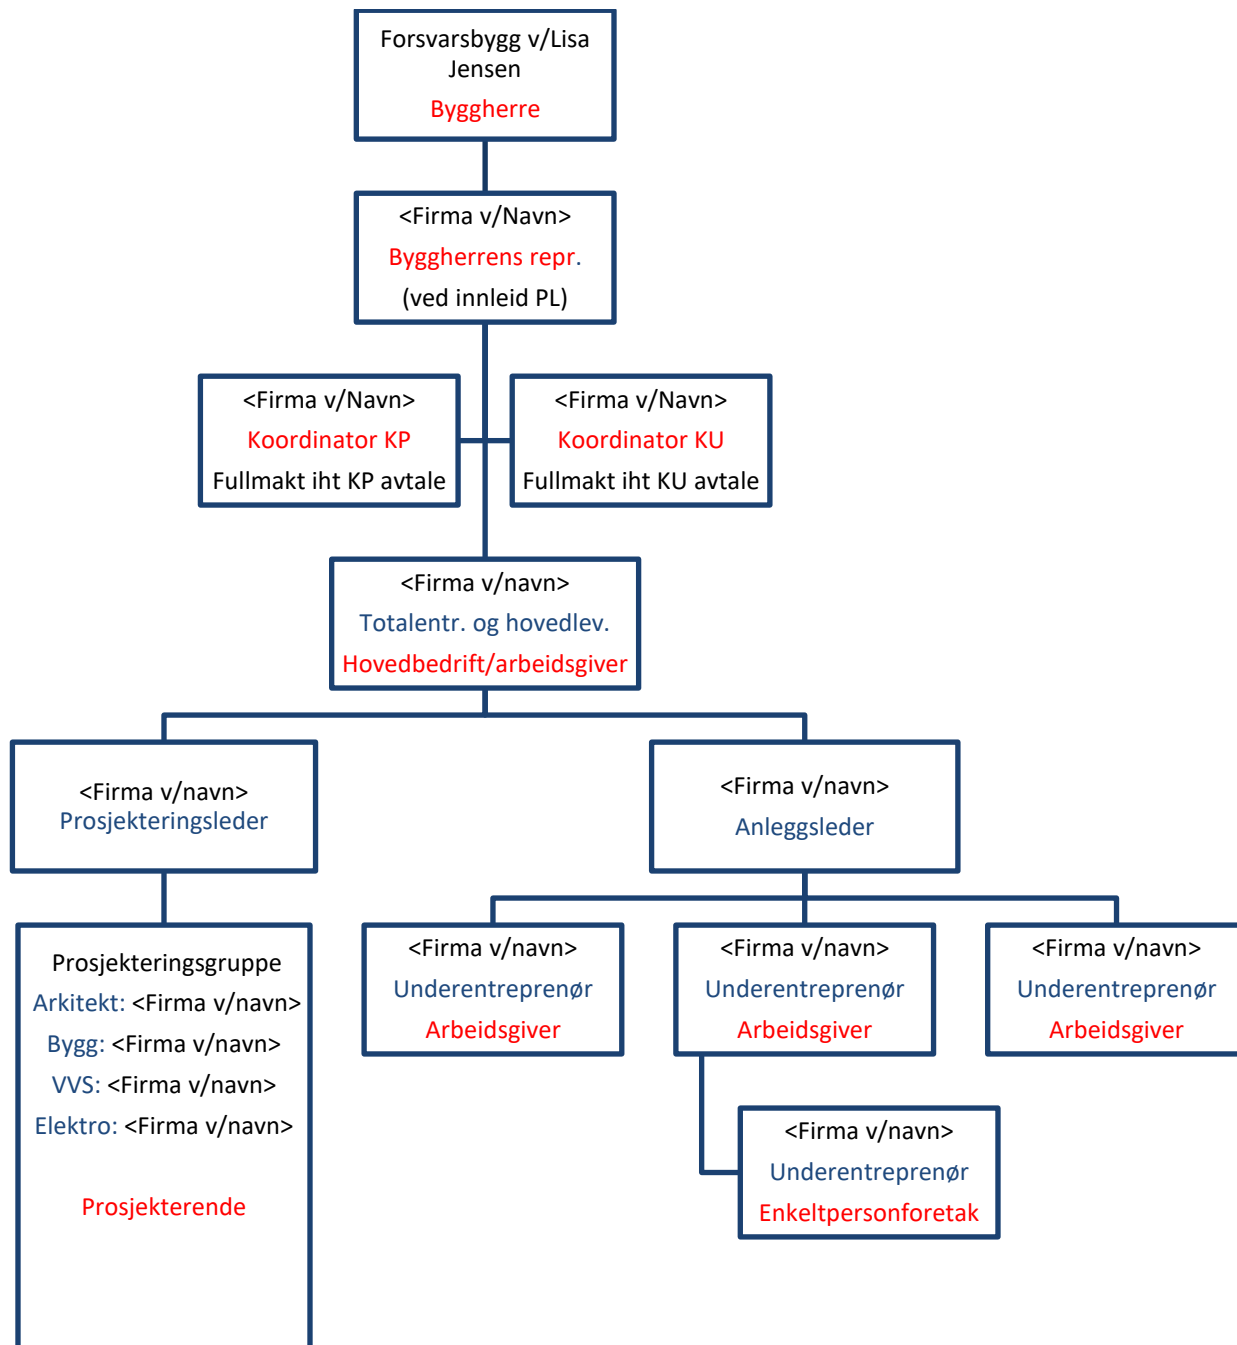 Forsvarsbygg v/Lisa
Jensen
Byggherre
<Firma v/Navn>
Byggherrens repr.
(ved innleid PL)
<Firma v/Navn>
Koordinator KP
Fullmakt iht KP avtale
<Firma v/Navn>
Koordinator KU
Fullmakt iht KU avtale
<Firma v/navn>
Totalentr. og hovedlev.
Hovedbedrift/arbeidsgiver
<Firma v/navn>
Prosjekteringsleder
<Firma v/navn>
Anleggsleder
Prosjekteringsgruppe
Arkitekt: <Firma v/navn>
Bygg: <Firma v/navn>
VVS: <Firma v/navn>
Elektro: <Firma v/navn>
Prosjekterende
<Firma v/navn>
Underentreprenør
Arbeidsgiver
<Firma v/navn>
Underentreprenør
Arbeidsgiver
<Firma v/navn>
Underentreprenør
Arbeidsgiver
<Firma v/navn>
Underentreprenør
Enkeltpersonforetak